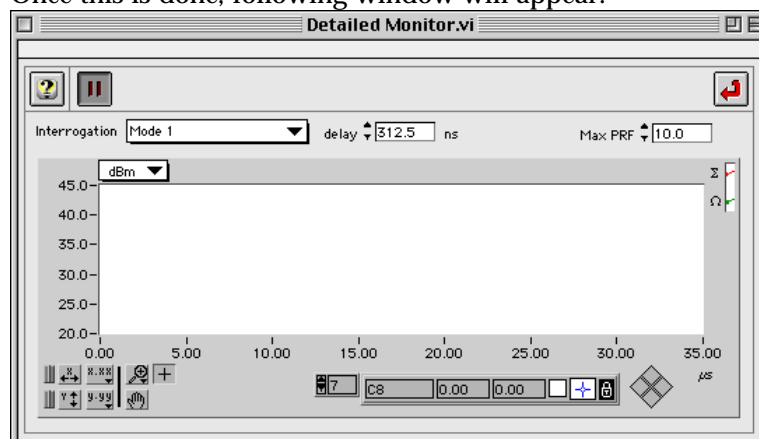 Once this is done, following window will appear:
Detailed Monitor.vi
Interrogation Mode 1 delay 312.5 ns Max PRF 10.0
dBm
Σ
Ω
45.0
40.0
35.0
30.0
25.0
20.0
0.00 5.00 10.00 15.00 20.00 25.00 30.00 35.00
µs
X X.XX
Y Y.YY
7 C8 0.00 0.00